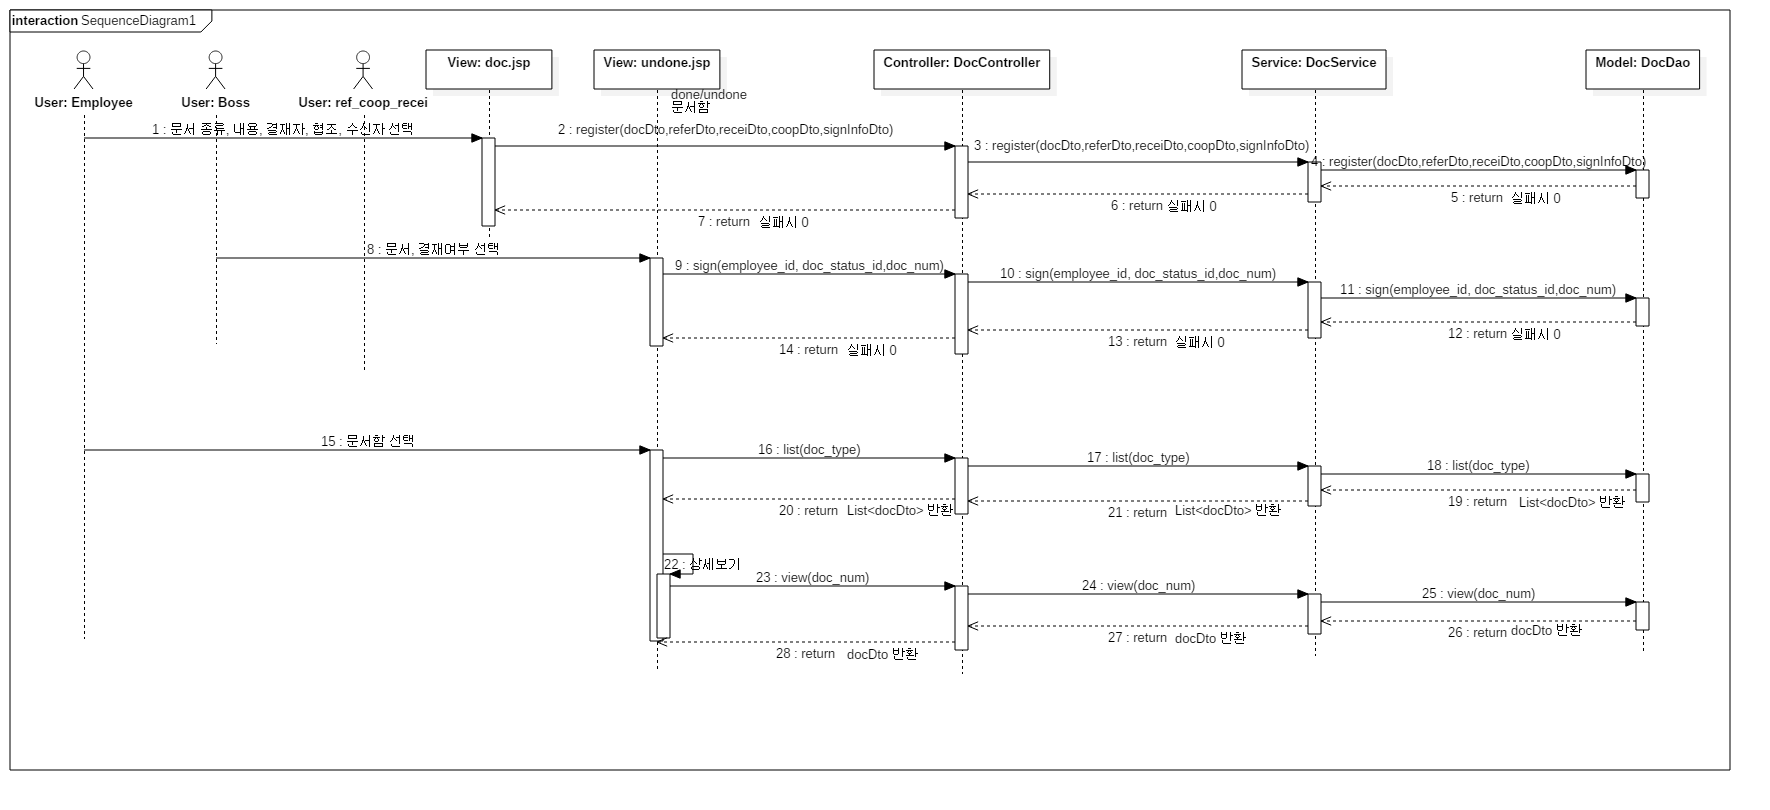 interaction SequenceDiagram1
User: Employee
User: Boss
User: ref_coop_recei
View: doc.jsp
View: undone.jsp
Controller: DocController
Service: DocService
Model: DocDao
done/undone
문서함
1 : 문서 종류, 내용, 결재자, 협조, 수신자 선택
2 : register(docDto,referDto,receiDto,coopDto,signInfoDto)
3 : register(docDto,referDto,receiDto,coopDto,signInfoDto)
4 : register(docDto,referDto,receiDto,coopDto,signInfoDto)
5 : return 실패시 0
6 : return 실패시 0
7 : return 실패시 0
8 : 문서, 결재여부 선택
9 : sign(employee_id, doc_status_id,doc_num)
10 : sign(employee_id, doc_status_id,doc_num)
11 : sign(employee_id, doc_status_id,doc_num)
12 : return 실패시 0
13 : return 실패시 0
14 : return 실패시 0
15 : 문서함 선택
16 : list(doc_type)
17 : list(doc_type)
18 : list(doc_type)
19 : return List<docDto> 반환
20 : return List<docDto> 반환
21 : return List<docDto> 반환
22 : 상세보기
23 : view(doc_num)
24 : view(doc_num)
25 : view(doc_num)
26 : return docDto 반환
27 : return docDto 반환
28 : return docDto 반환